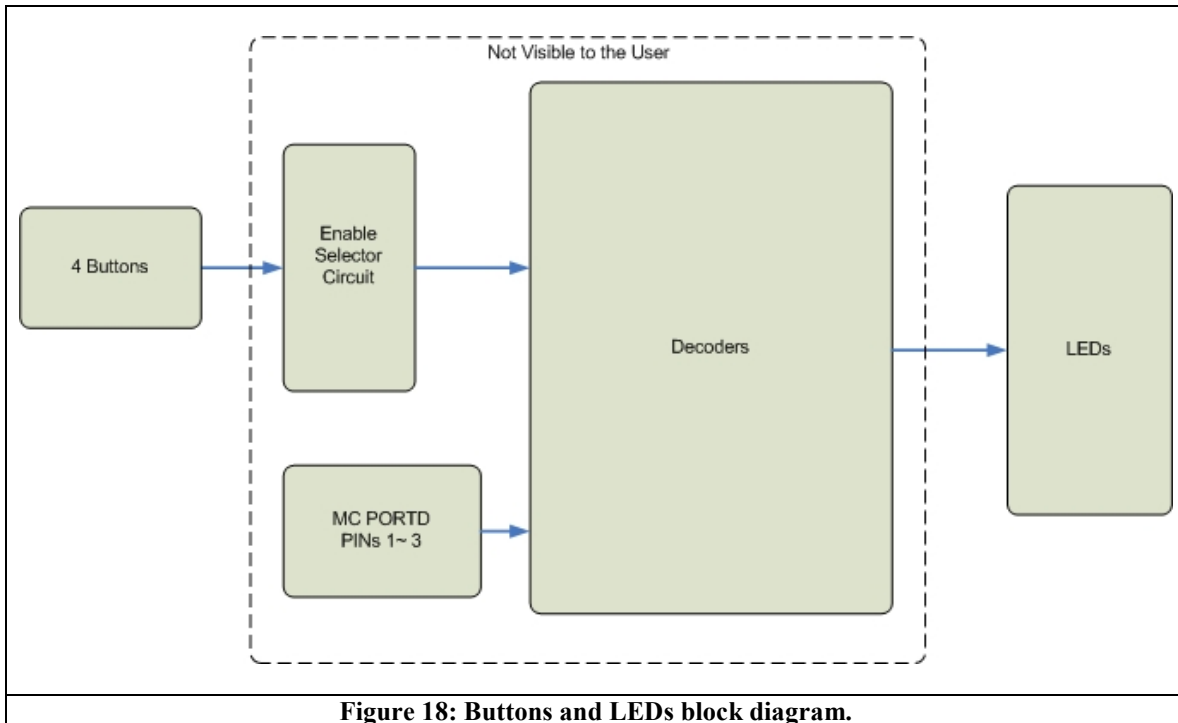 Not Visible to the User
4 Buttons
Enable
Selector
Circuit
Decoders
LEDs
MC PORTD
PINs 1~ 3
Figure 18: Buttons and LEDs block diagram.